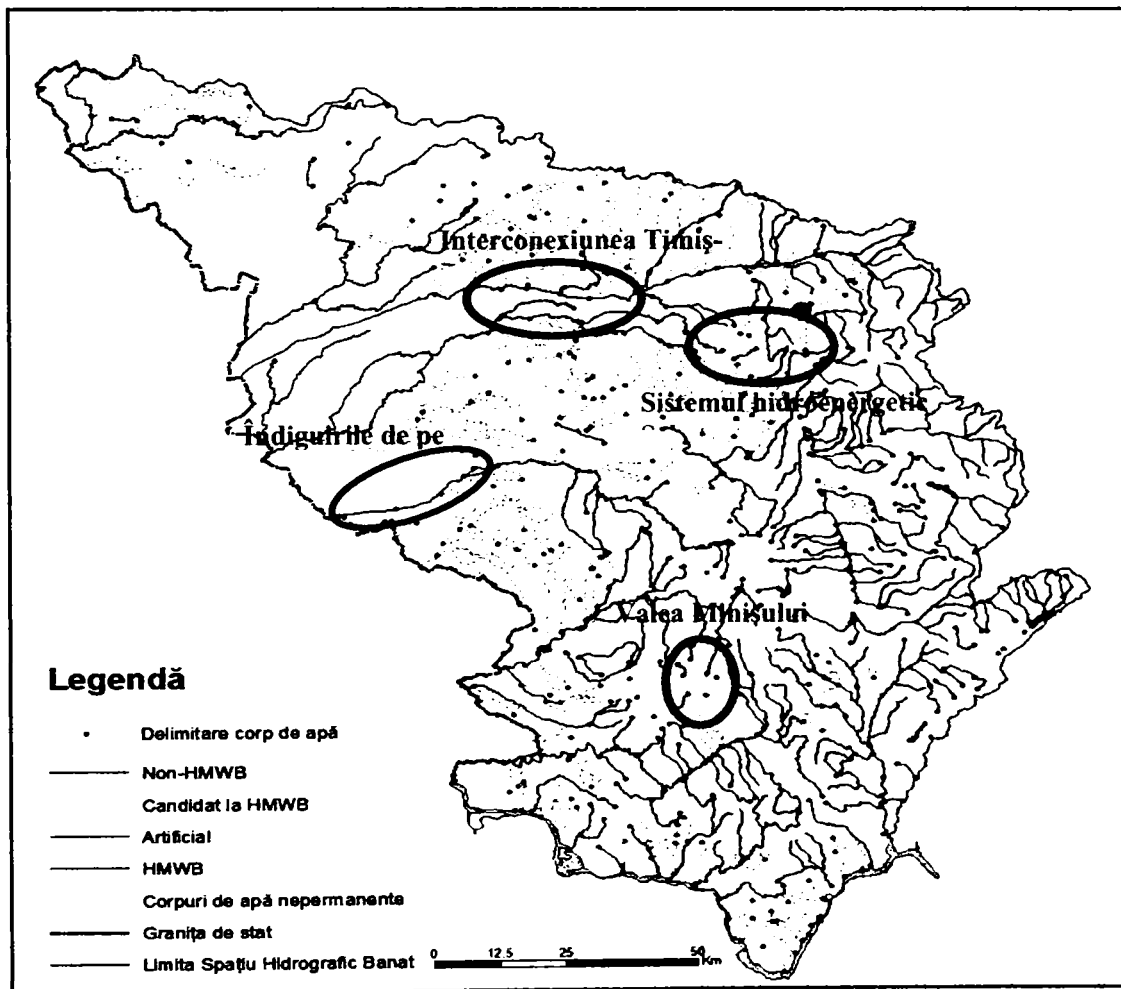 Interconexiunea Timiș-
Sistemul hidroenergetic
Îndiguirile de pe
Valea Minișului
Legendă
Delimitare corp de apă
Non-HMWB
Candidat la HMWB
Artificial
HMWB
Corpuri de apă nepermanente
Granița de stat
Limita Spațiu Hidrografic Banat
0 12.5 25 50
Km